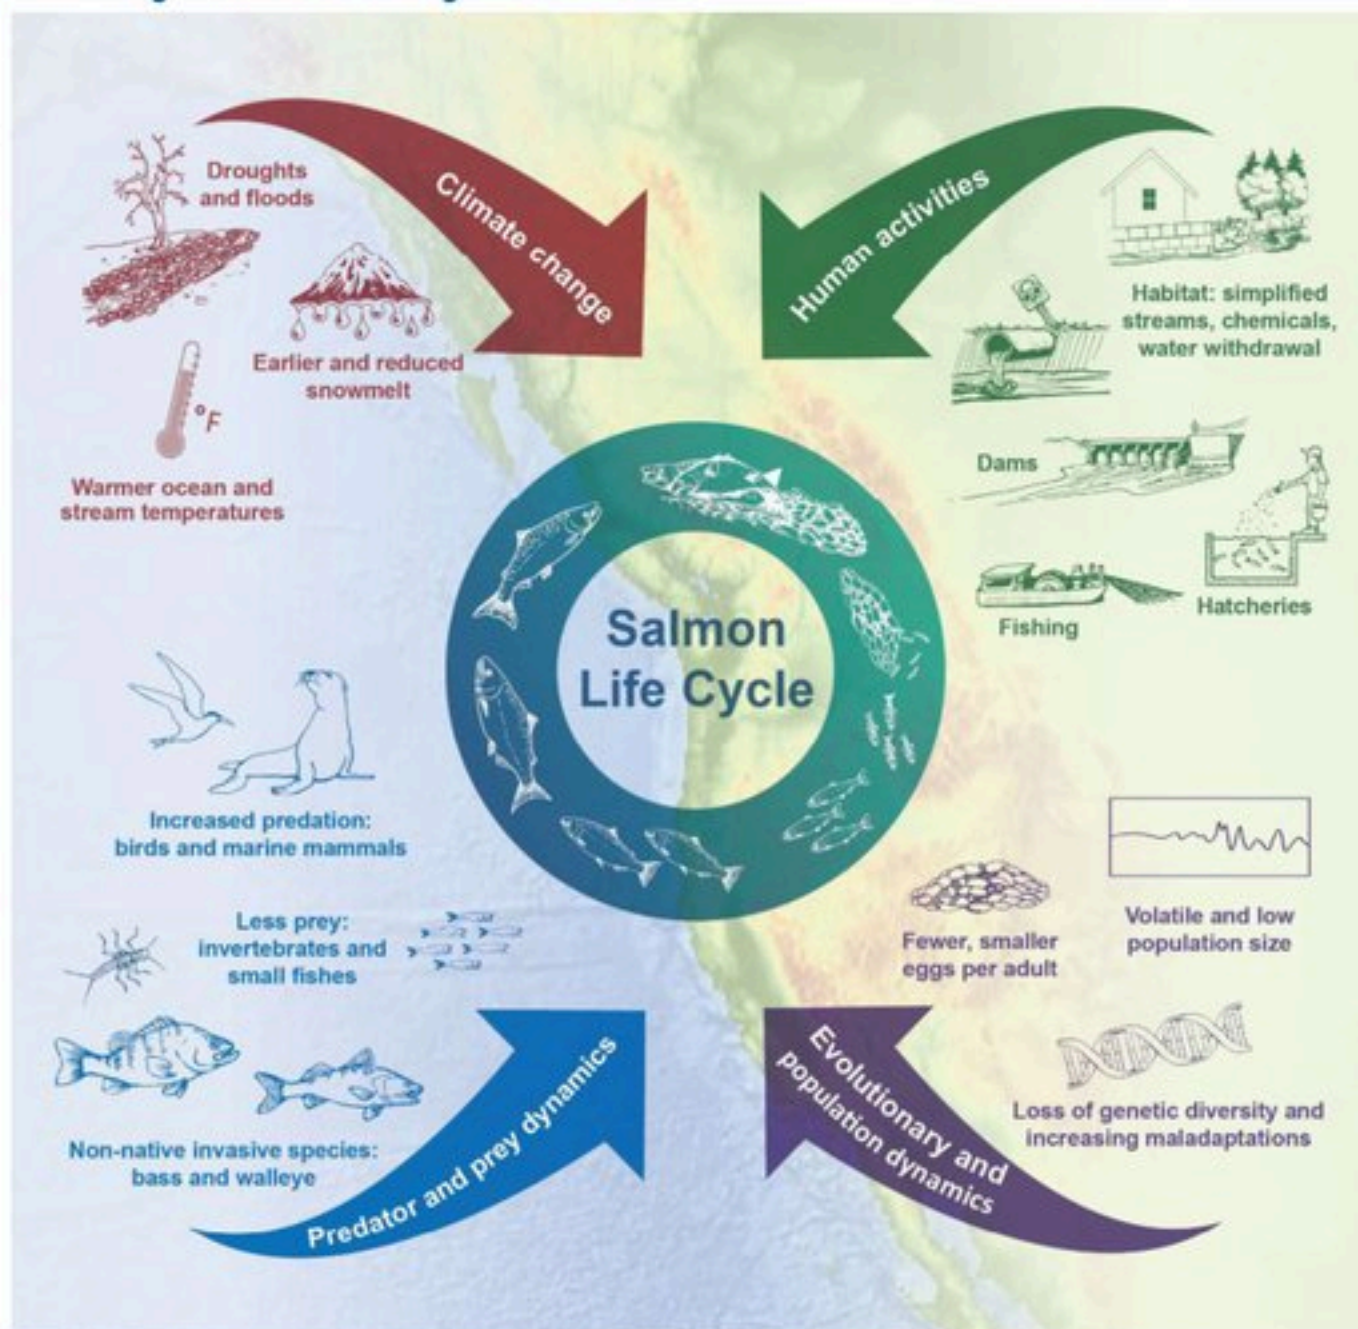 Climate change
Droughts
and floods
Earlier and reduced
snowmelt
°F
Warmer ocean and
stream temperatures
Human activities
Habitat: simplified
streams, chemicals,
water withdrawal
Dams
Hatcheries
Fishing
Salmon
Life Cycle
Increased predation:
birds and marine mammals
Less prey:
invertebrates and
small fishes
Non-native invasive species:
bass and walleye
Predator and prey dynamics
Fewer, smaller
eggs per adult
Volatile and low
population size
Loss of genetic diversity and
increasing maladaptations
Evolutionary and
population dynamics